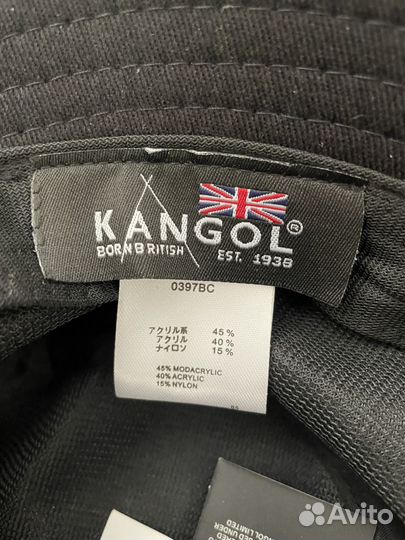 KANGOL®
BORN BRITISH EST. 1938
0397BC
アクリル系 45%
アクリル 40%
ナイロン 15%
45% MODACRYLIC
40% ACRYLIC
15% NYLON
Avito